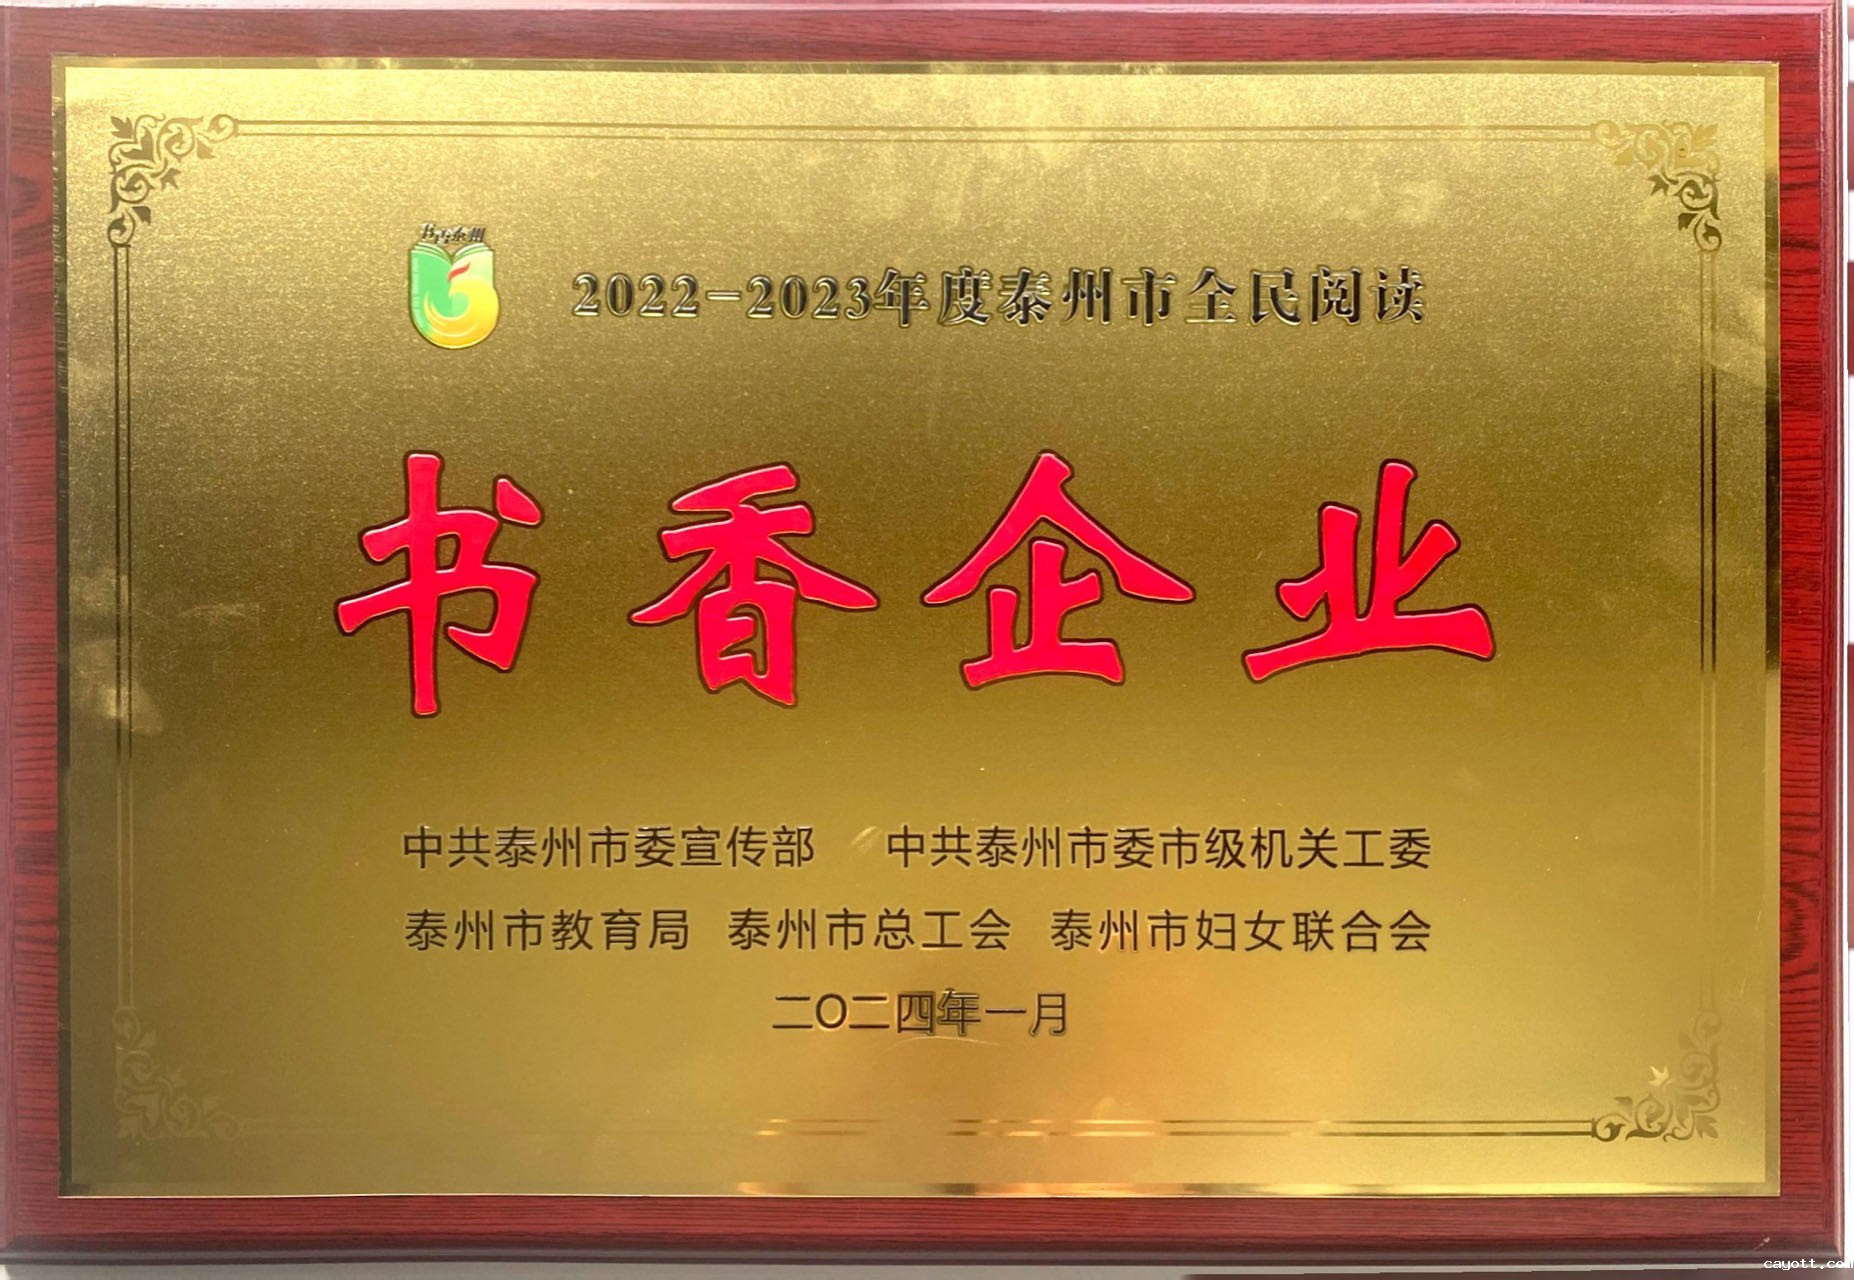 书香泰州
2022-2023年度泰州市全民阅读
书香企业
中共泰州市委宣传部 中共泰州市委市级机关工委
泰州市教育局 泰州市总工会 泰州市妇女联合会
二〇二四年一月
cayott.com